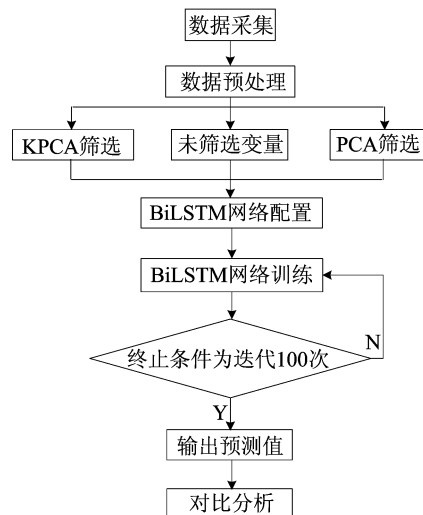 数据采集
数据预处理
KPCA筛选
未筛选变量
PCA筛选
BiLSTM网络配置
BiLSTM网络训练
终止条件为迭代100次
N
Y
输出预测值
对比分析